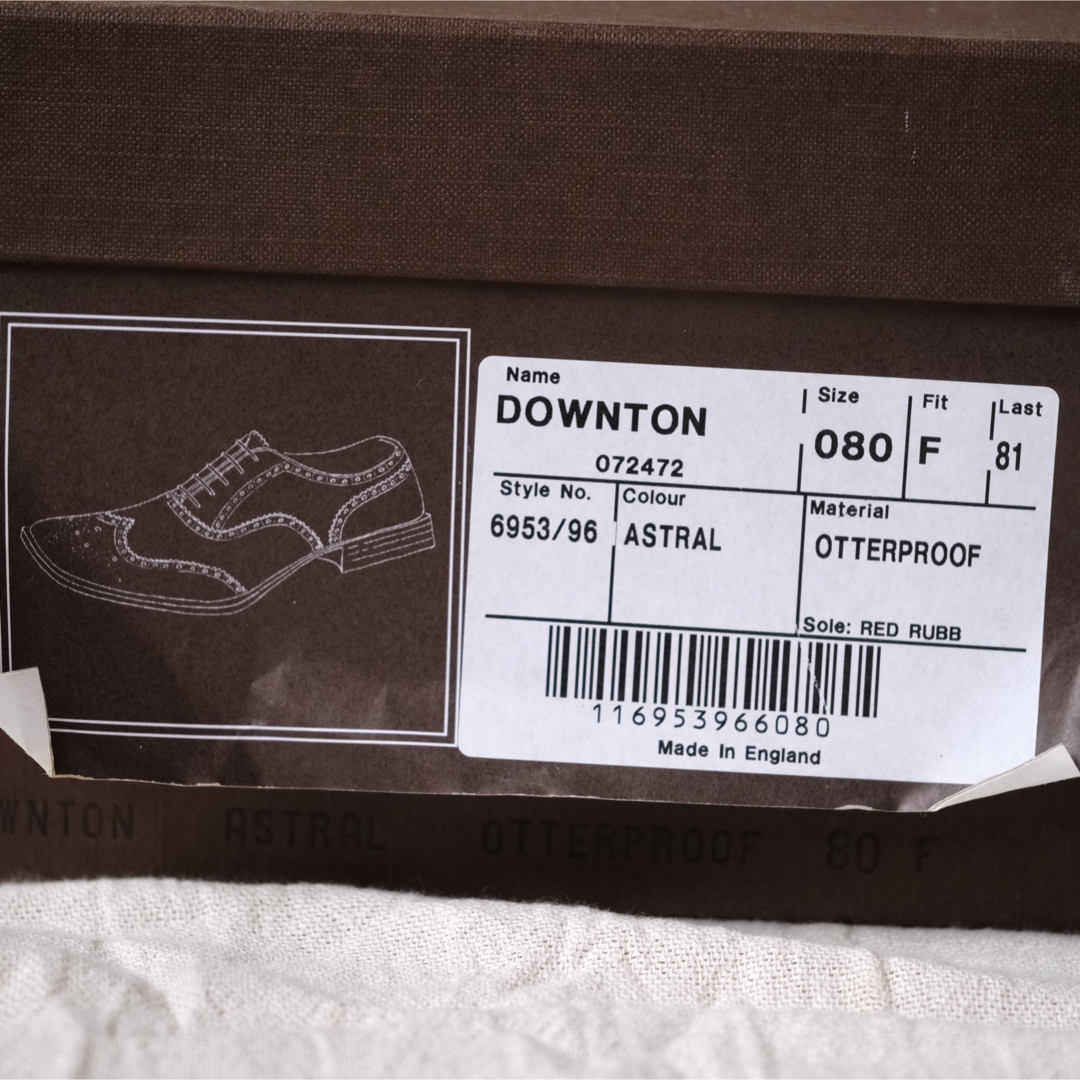 Name
DOWNTON
072472
Size
080
Fit
F
Last
81
Style No.
6953/96
Colour
ASTRAL
Material
OTTERPROOF
Sole: RED RUBB
116953966080
Made In England
WNTON ASTRAL OTTERPROOF 80 F